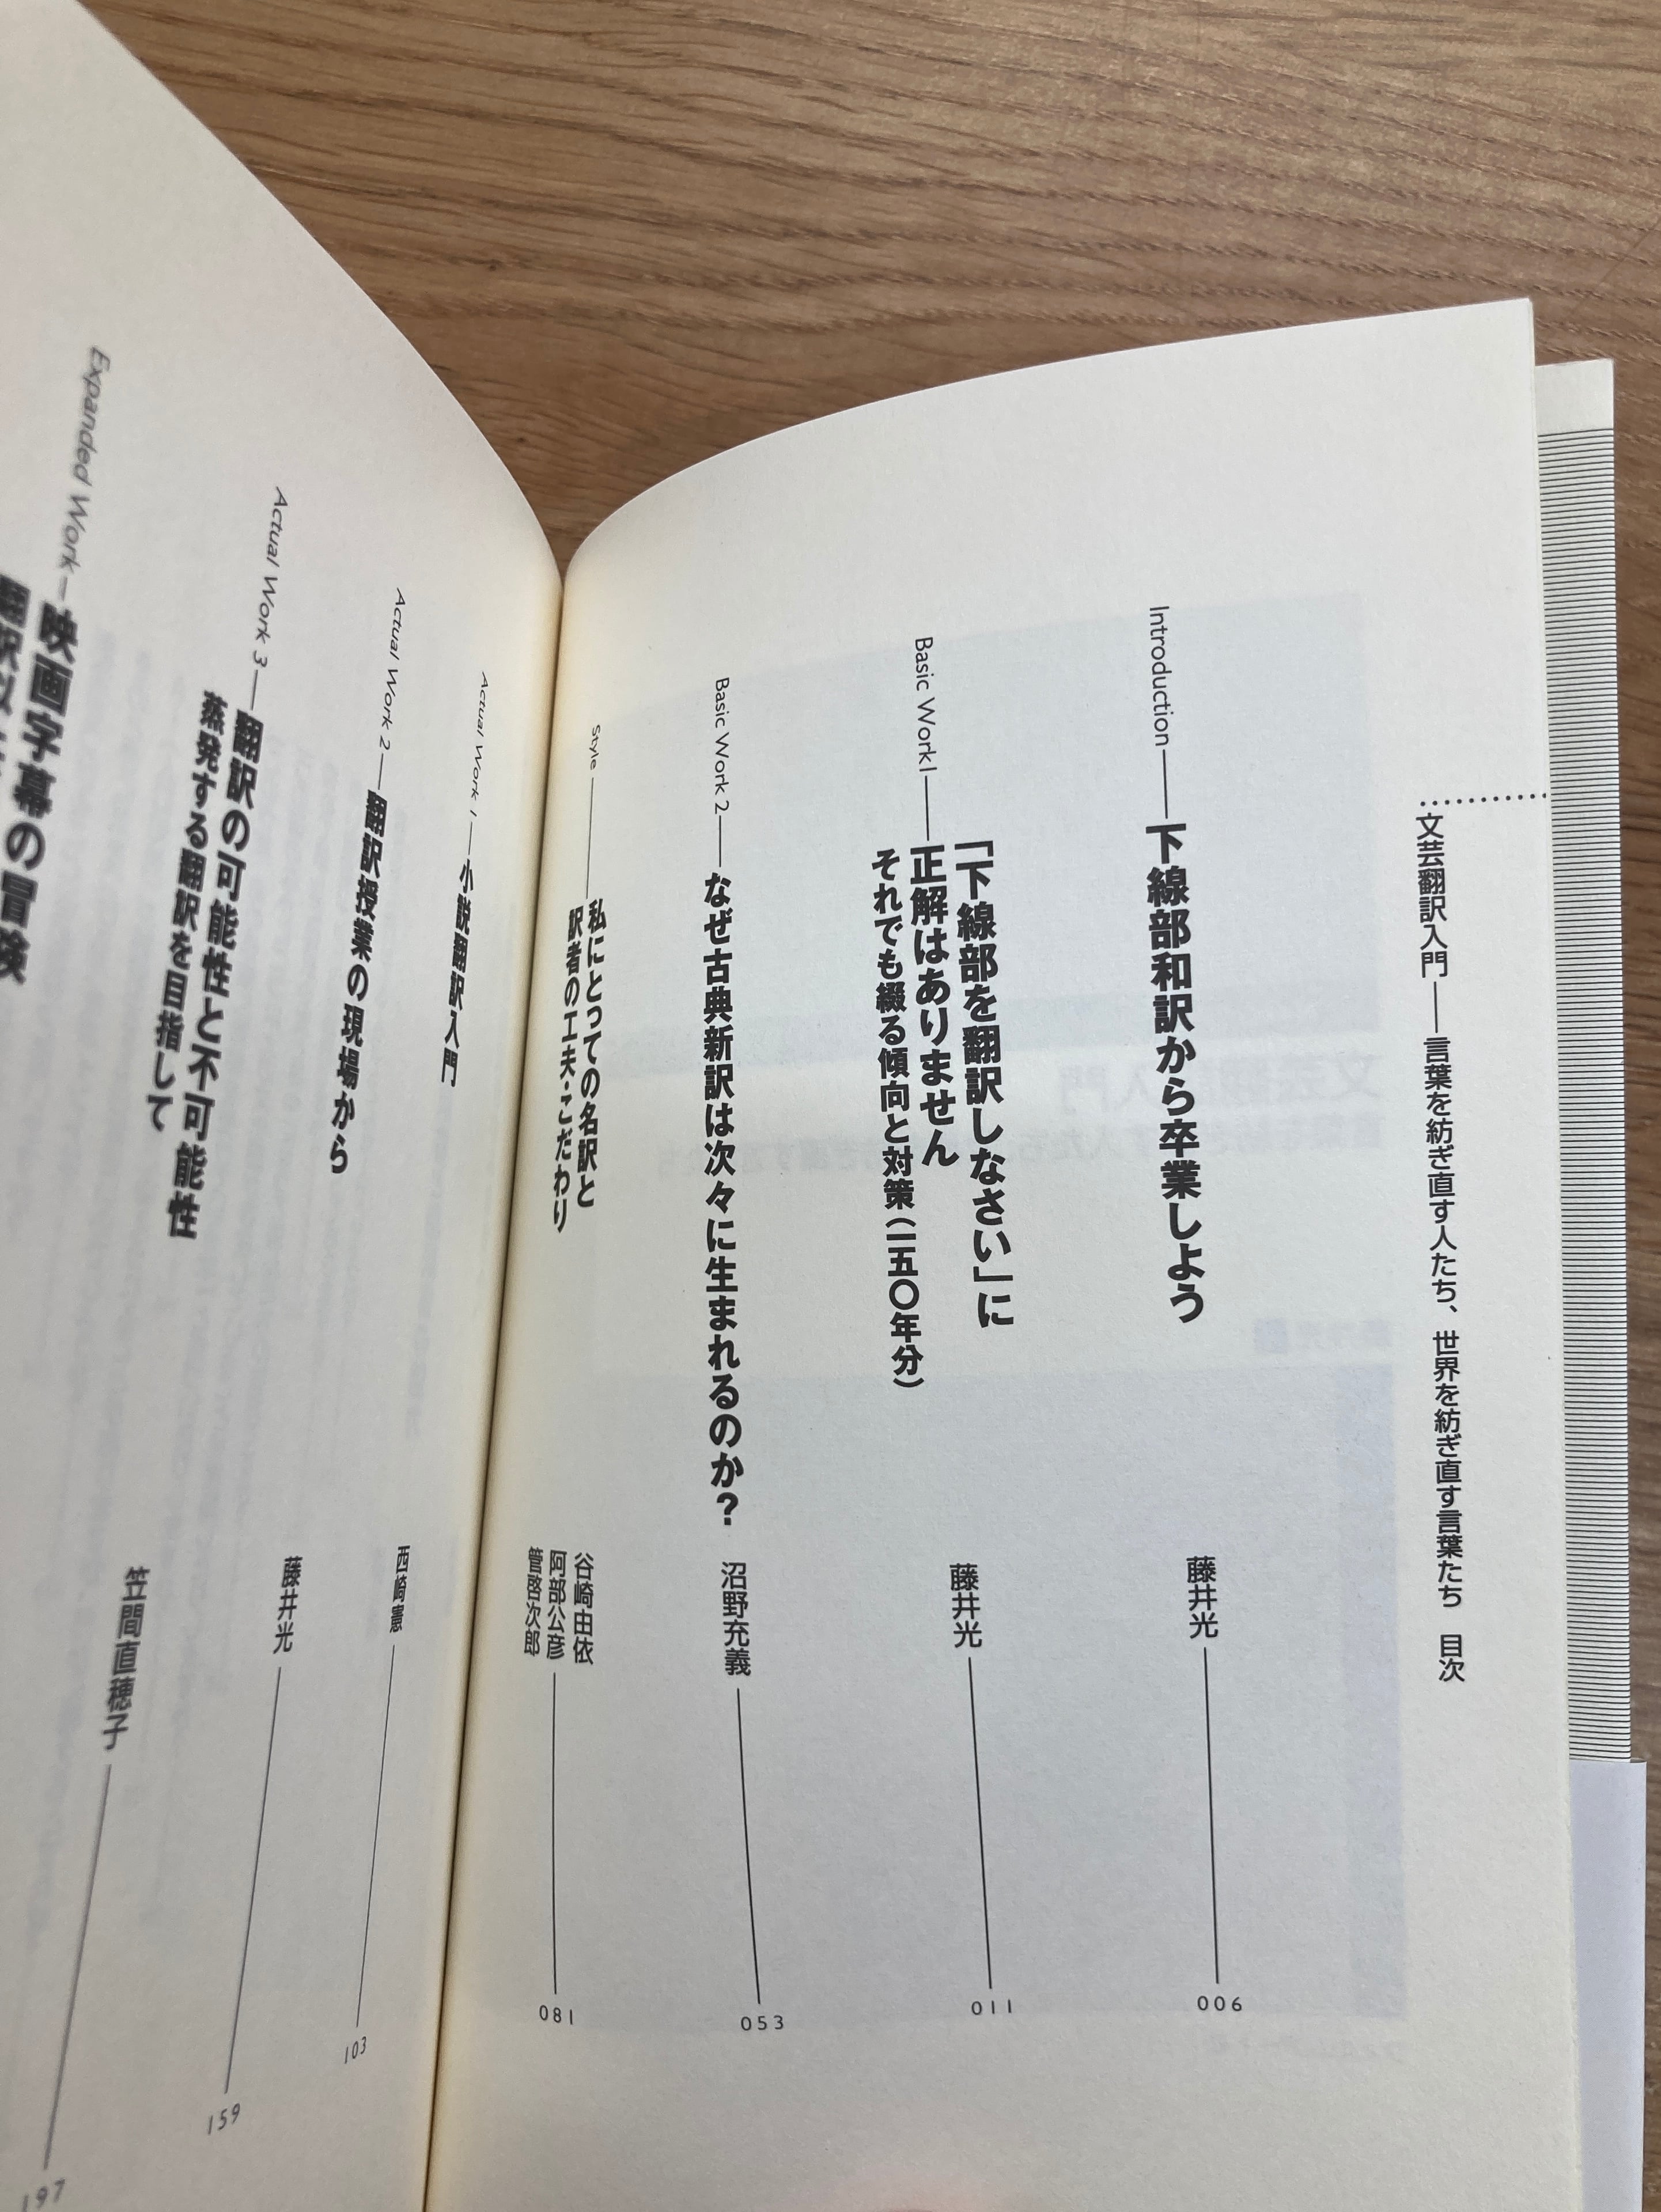 文芸翻訳入門――言葉を紡ぎ直す人たち、世界を紡ぎ直す言葉たち 目次
Introduction――下線部和訳から卒業しよう 藤井光――006
Basic Work1――「下線部を翻訳しなさい」に
正解はありません
それでも綴る傾向と対策(一五〇年分) 藤井光――011
Basic Work 2――なぜ古典新訳は次々に生まれるのか? 沼野充義――053
Style――私にとっての名訳と
訳者の工夫・こだわり
谷崎由依
阿部公彦
管啓次郎――081
Actual Work 1――小説翻訳入門 西崎憲――103
Actual Work 2――翻訳授業の現場から 藤井光――159
Actual Work 3――翻訳の可能性と不可能性
蒸発する翻訳を目指して 笠間直穂子――197
Expanded Work――映画字幕の冒険